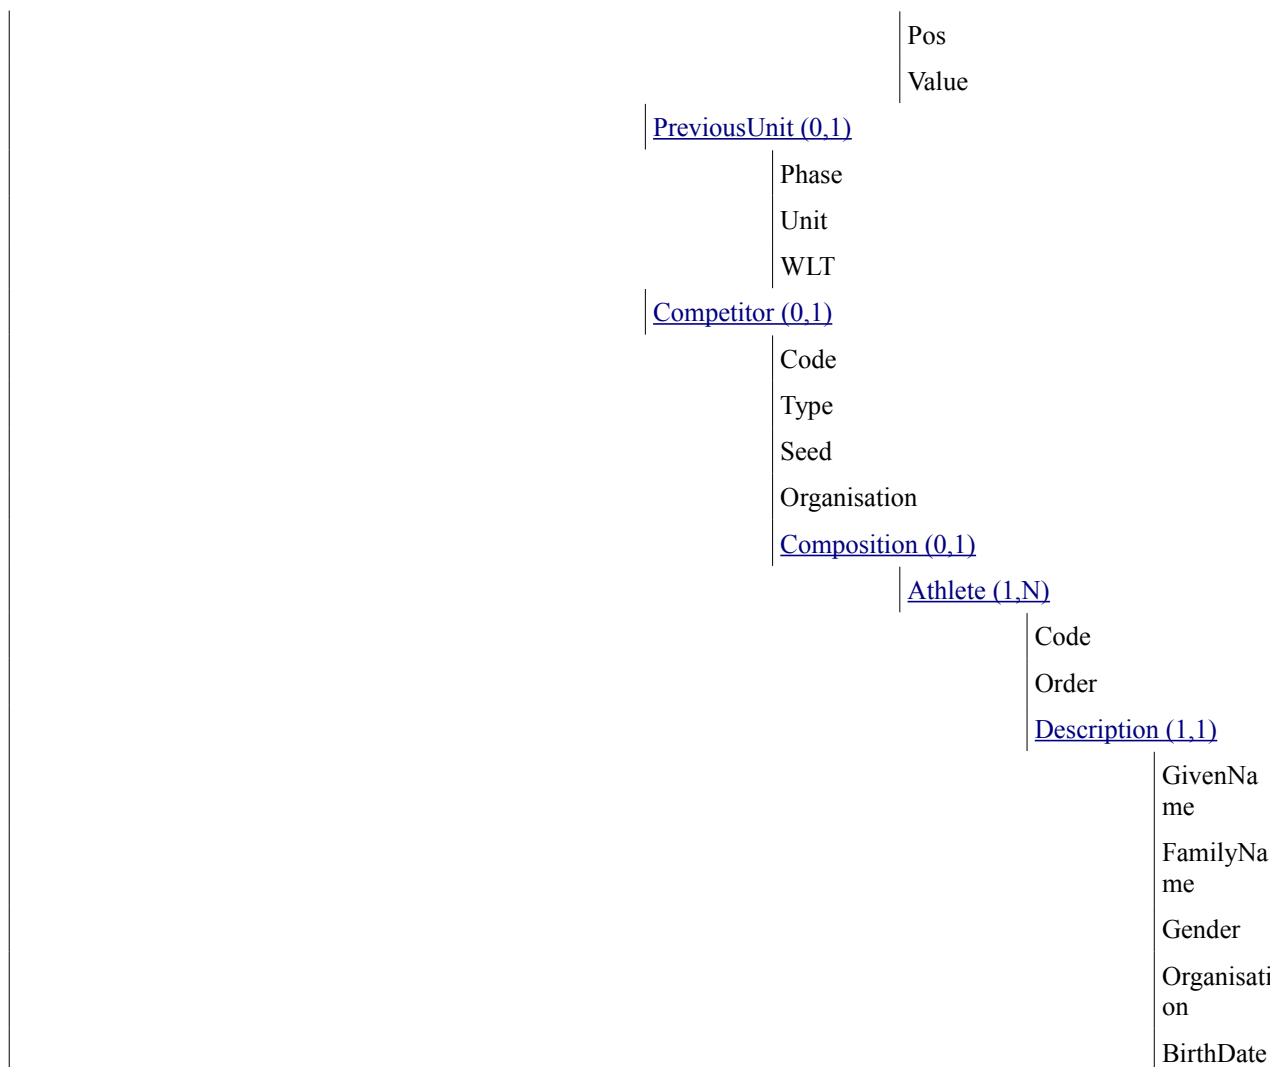 Pos
Value
PreviousUnit (0,1)
Phase
Unit
WLT
Competitor (0,1)
Code
Type
Seed
Organisation
Composition (0,1)
Athlete (1,N)
Code
Order
Description (1,1)
GivenNa
me
FamilyNa
me
Gender
Organisati
on
BirthDate